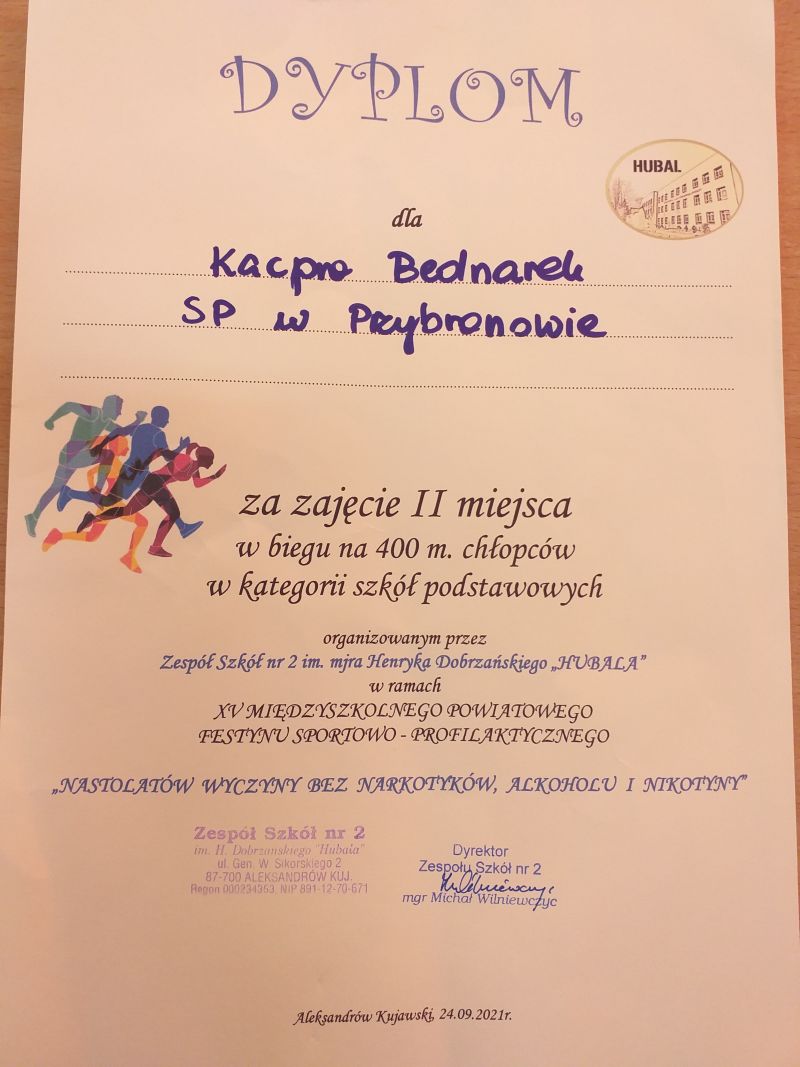 DYPLOM
HUBAL
dla
Kacpra Bednarek
SP w Przybranowie
za zajęcie II miejsca
w biegu na 400 m. chłopców
w kategorii szkół podstawowych
organizowanym przez
Zespół Szkół nr 2 im. mjra Henryka Dobrzańskiego „HUBALA”
w ramach
XV MIĘDZYSZKOLNEGO POWIATOWEGO
FESTYNU SPORTOWO - PROFILAKTYCZNEGO
„NASTOLATÓW WYCZYNY BEZ NARKOTYKÓW, ALKOHOLU I NIKOTYNY”
Zespół Szkół nr 2
im. H. Dobrzańskiego "Hubala"
ul. Gen. W. Sikorskiego 2
87-700 ALEKSANDRÓW KUJ.
Regon 000234353, NIP 891-12-70-671
Dyrektor
Zespołu Szkół nr 2
mgr Michał Wilniewczyc
Aleksandrów Kujawski, 24.09.2021r.